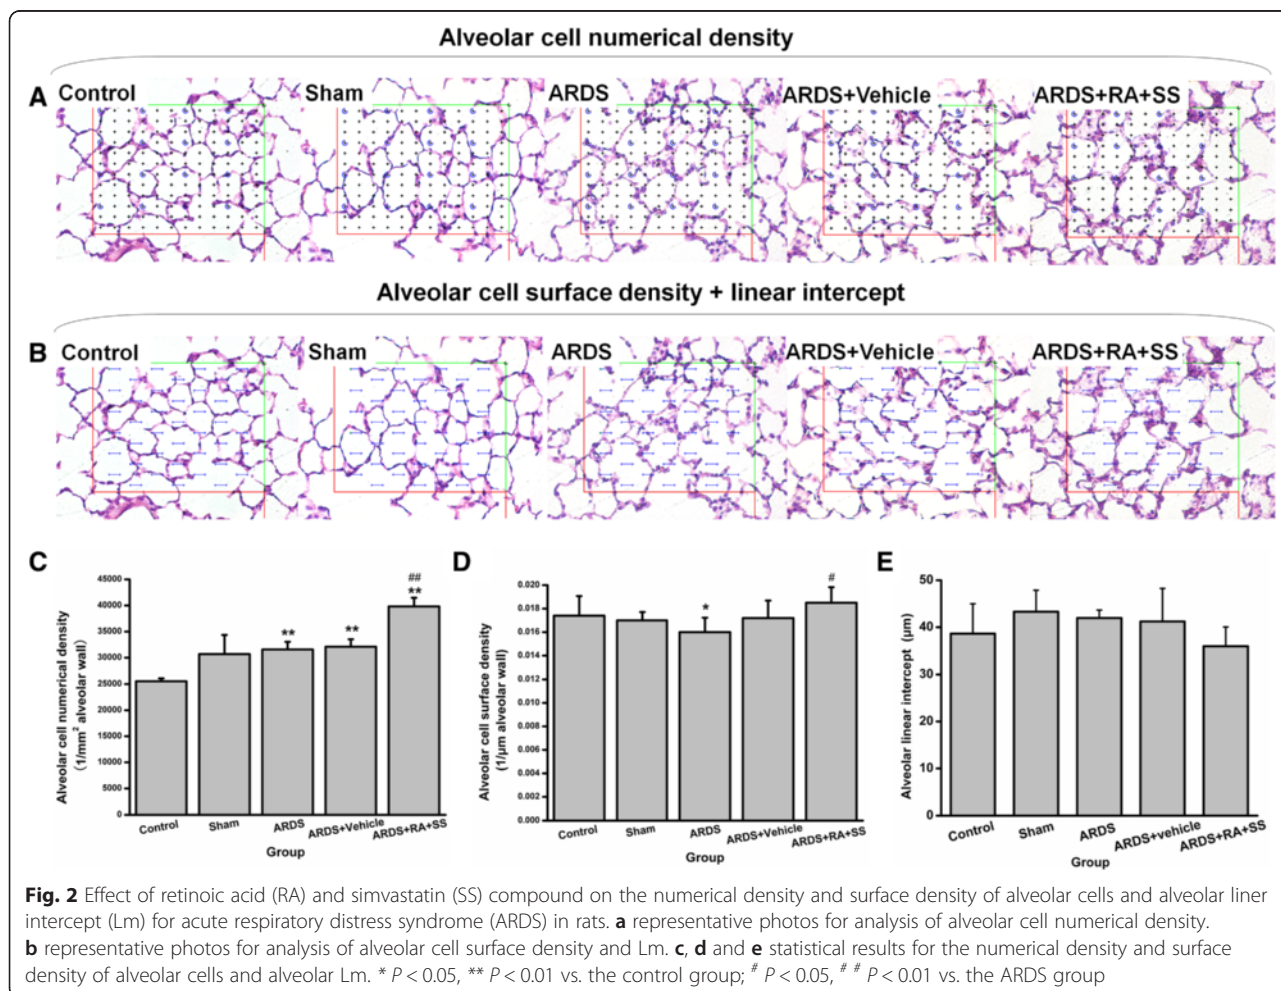 Alveolar cell numerical density
A
Control
Sham
ARDS
ARDS+Vehicle
ARDS+RA+SS
Alveolar cell surface density + linear intercept
B
Control
Sham
ARDS
ARDS+Vehicle
ARDS+RA+SS
C
Alveolar cell numerical density
(1/mm² alveolar wall)
45000
40000
35000
30000
25000
20000
15000
10000
5000
0
**
**
##
**
Control
Sham
ARDS
ARDS+Vehicle
ARDS+RA+SS
Group
D
Alveolar cell surface density
(1/μm alveolar wall)
0.020
0.018
0.016
0.014
0.012
0.010
0.008
0.006
0.004
0.002
0.000
*
#
Control
Sham
ARDS
ARDS+Vehicle
ARDS+RA+SS
Group
E
Alveolar linear intercept (μm)
50
40
30
20
10
0
Control
Sham
ARDS
ARDS+vehicle
ARDS+RA+SS
Group
Fig. 2 Effect of retinoic acid (RA) and simvastatin (SS) compound on the numerical density and surface density of alveolar cells and alveolar liner
intercept (Lm) for acute respiratory distress syndrome (ARDS) in rats. a representative photos for analysis of alveolar cell numerical density.
b representative photos for analysis of alveolar cell surface density and Lm. c, d and e statistical results for the numerical density and surface
density of alveolar cells and alveolar Lm. * P < 0.05, ** P < 0.01 vs. the control group; # P < 0.05, # # P < 0.01 vs. the ARDS group